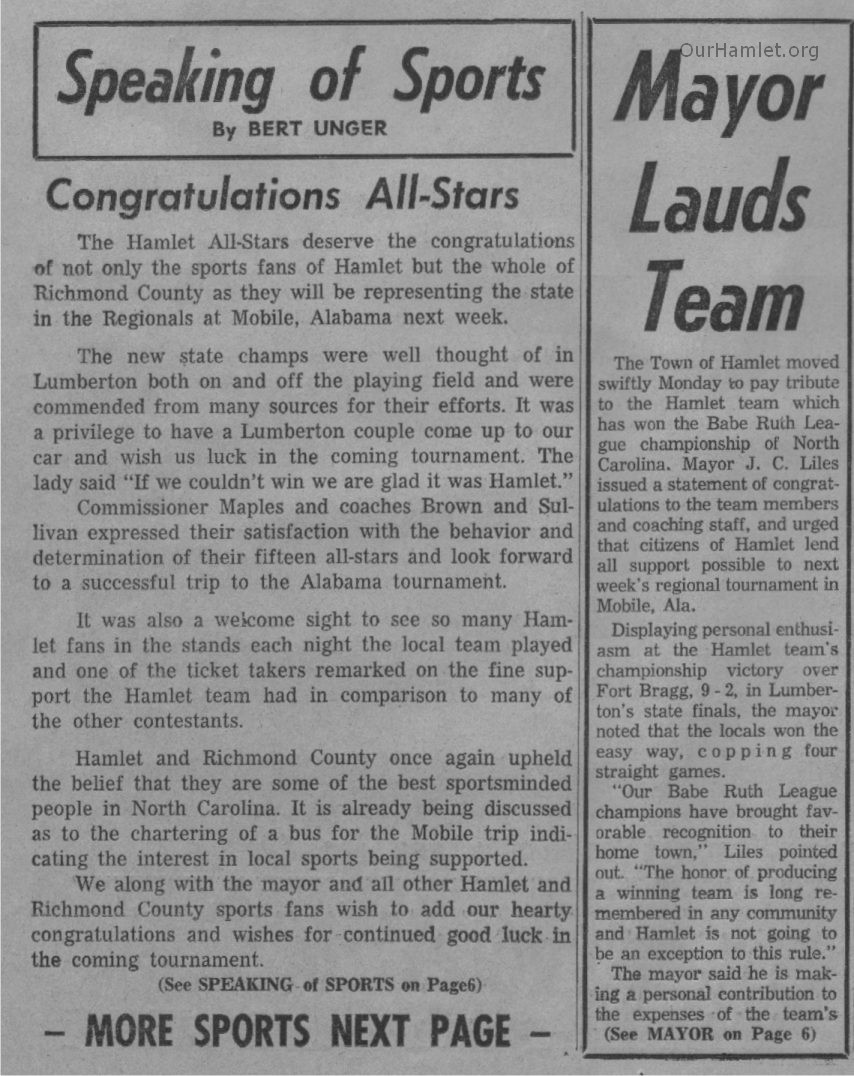 OurHamlet.org
Speaking of Sports
By BERT UNGER
Congratulations All-Stars
The Hamlet All-Stars deserve the congratulations
of not only the sports fans of Hamlet but the whole of
Richmond County as they will be representing the state
in the Regionals at Mobile, Alabama next week.
The new state champs were well thought of in
Lumberton both on and off the playing field and were
commended from many sources for their efforts. It was
a privilege to have a Lumberton couple come up to our
car and wish us luck in the coming tournament. The
lady said "If we couldn't win we are glad it was Hamlet."
Commissioner Maples and coaches Brown and Sul-
livan expressed their satisfaction with the behavior and
determination of their fifteen all-stars and look forward
to a successful trip to the Alabama tournament.
It was also a welcome sight to see so many Ham-
let fans in the stands each night the local team played
and one of the ticket takers remarked on the fine sup-
port the Hamlet team had in comparison to many of
the other contestants.
Hamlet and Richmond County once again upheld
the belief that they are some of the best sportsminded
people in North Carolina. It is already being discussed
as to the chartering of a bus for the Mobile trip indi-
cating the interest in local sports being supported.
We along with the mayor and all other Hamlet and
Richmond County sports fans wish to add our hearty
congratulations and wishes for continued good luck in
the coming tournament.
(See SPEAKING of SPORTS on Page6)
- MORE SPORTS NEXT PAGE -
Mayor
Lauds
Team
The Town of Hamlet moved
swiftly Monday to pay tribute
to the Hamlet team which
has won the Babe Ruth Lea-
gue championship of North
Carolina. Mayor J. C. Liles
issued a statement of congrat-
ulations to the team members
and coaching staff, and urged
that citizens of Hamlet lend
all support possible to next
week's regional tournament in
Mobile, Ala.
Displaying personal enthusi-
asm at the Hamlet team's
championship victory over
Fort Bragg, 9 - 2, in Lumber-
ton's state finals, the mayor
noted that the locals won the
easy way, copping four
straight games.
"Our Babe Ruth League
champions have brought fav-
orable recognition to their
home town," Liles pointed
out. "The honor of producing
a winning team is long re-
membered in any community
and Hamlet is not going to
be an exception to this rule."
The mayor said he is mak-
ing a personal contribution to
the expenses of the team's
(See MAYOR on Page 6)